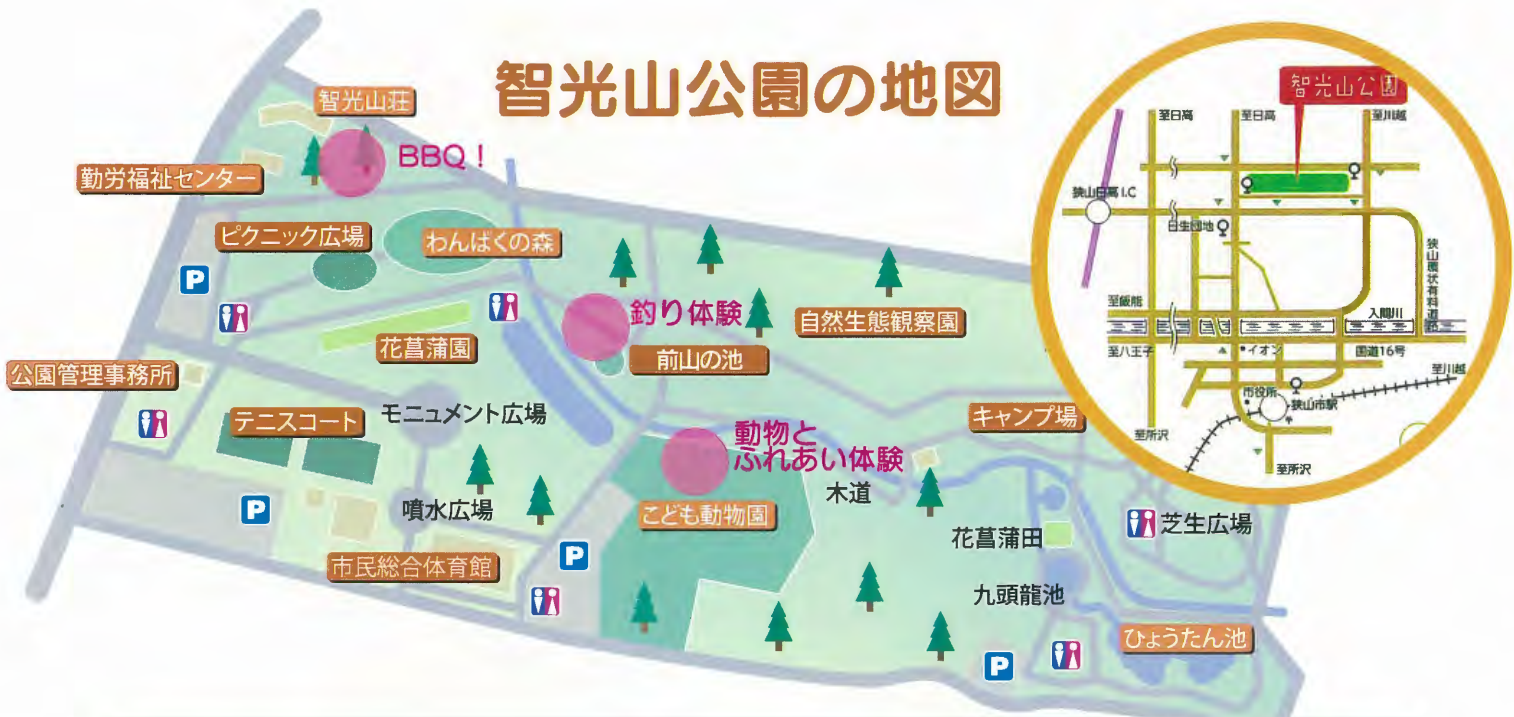 智光山公園の地図
智光山荘
BBQ！
勤労福祉センター
ピクニック広場
わんぱくの森
P
釣り体験
自然生態観察園
花菖蒲園
前山の池
公園管理事務所
テニスコート
モニュメント広場
キャンプ場
動物と
ふれあい体験
木道
P
噴水広場
こども動物園
芝生広場
花菖蒲田
市民総合体育館
P
九頭龍池
ひょうたん池
P
智光山公園
至日高
至日高
至川越
狭山日高I.C
日生団地
狭山環状有料道路
至飯能
入間川
至八王子
イオン
国道16号
至川越
市役所
狭山市駅
至所沢
至所沢